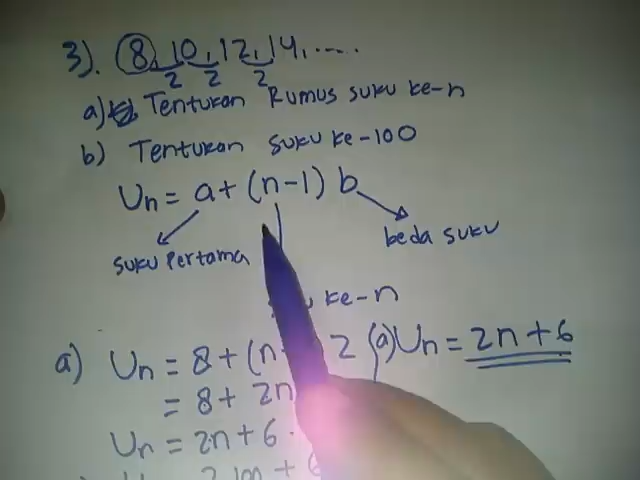 3). 8, 10, 12, 14, .....
2 2 2
a) Tentukan Rumus suku ke-n
b) Tentukan suku ke-100
Un = a + (n-1) b
suku pertama
beda suku
ke-n
a) Un = 8 + (n 2
(a) Un = 2n + 6
= 8 + 2n
Un = 2n + 6